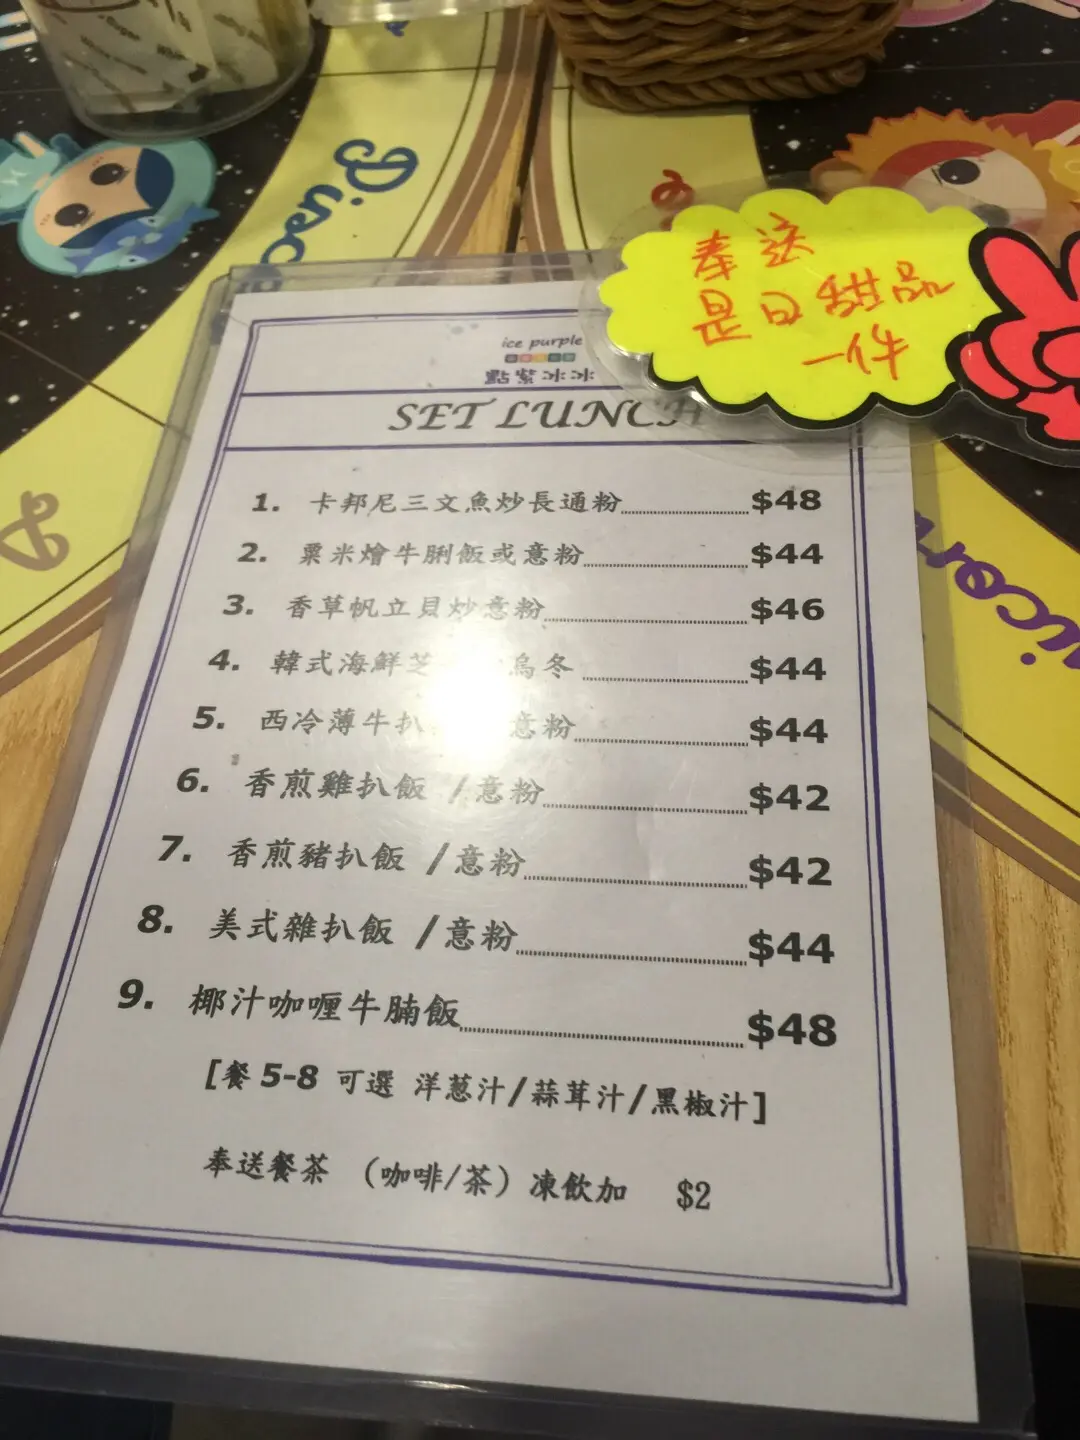 Pisc
奉送
是日甜品
一件
ice purple
點紫冰冰
SET LUNCH
1. 卡邦尼三文魚炒長通粉 $48
2. 粟米燴牛脷飯或意粉 $44
3. 香草帆立貝炒意粉 $46
4. 韓式海鮮芝 烏冬 $44
5. 西冷薄牛扒 意粉 $44
6. 香煎雞扒飯 /意粉 $42
7. 香煎豬扒飯 /意粉 $42
8. 美式雜扒飯 /意粉 $44
9. 椰汁咖喱牛腩飯 $48
[餐 5-8 可選 洋葱汁/蒜茸汁/黑椒汁]
奉送餐茶 （咖啡/茶）凍飲加 $2
icorn